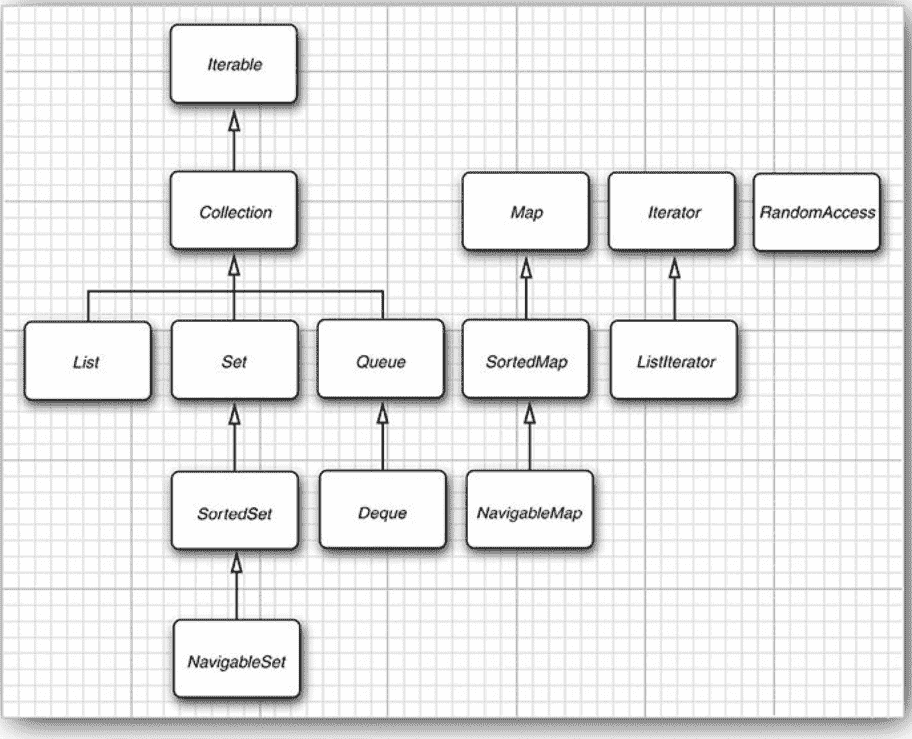 Iterable
Collection
Map
Iterator
RandomAccess
List
Set
Queue
SortedMap
ListIterator
SortedSet
Deque
NavigableMap
NavigableSet